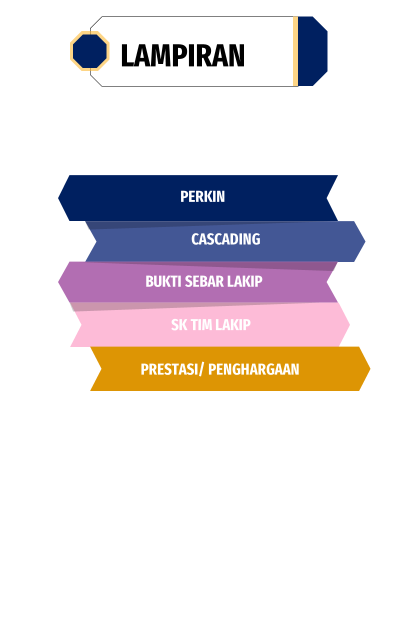 LAMPIRAN
PERKIN
CASCADING
BUKTI SEBAR LAKIP
SK TIM LAKIP
PRESTASI/ PENGHARGAAN